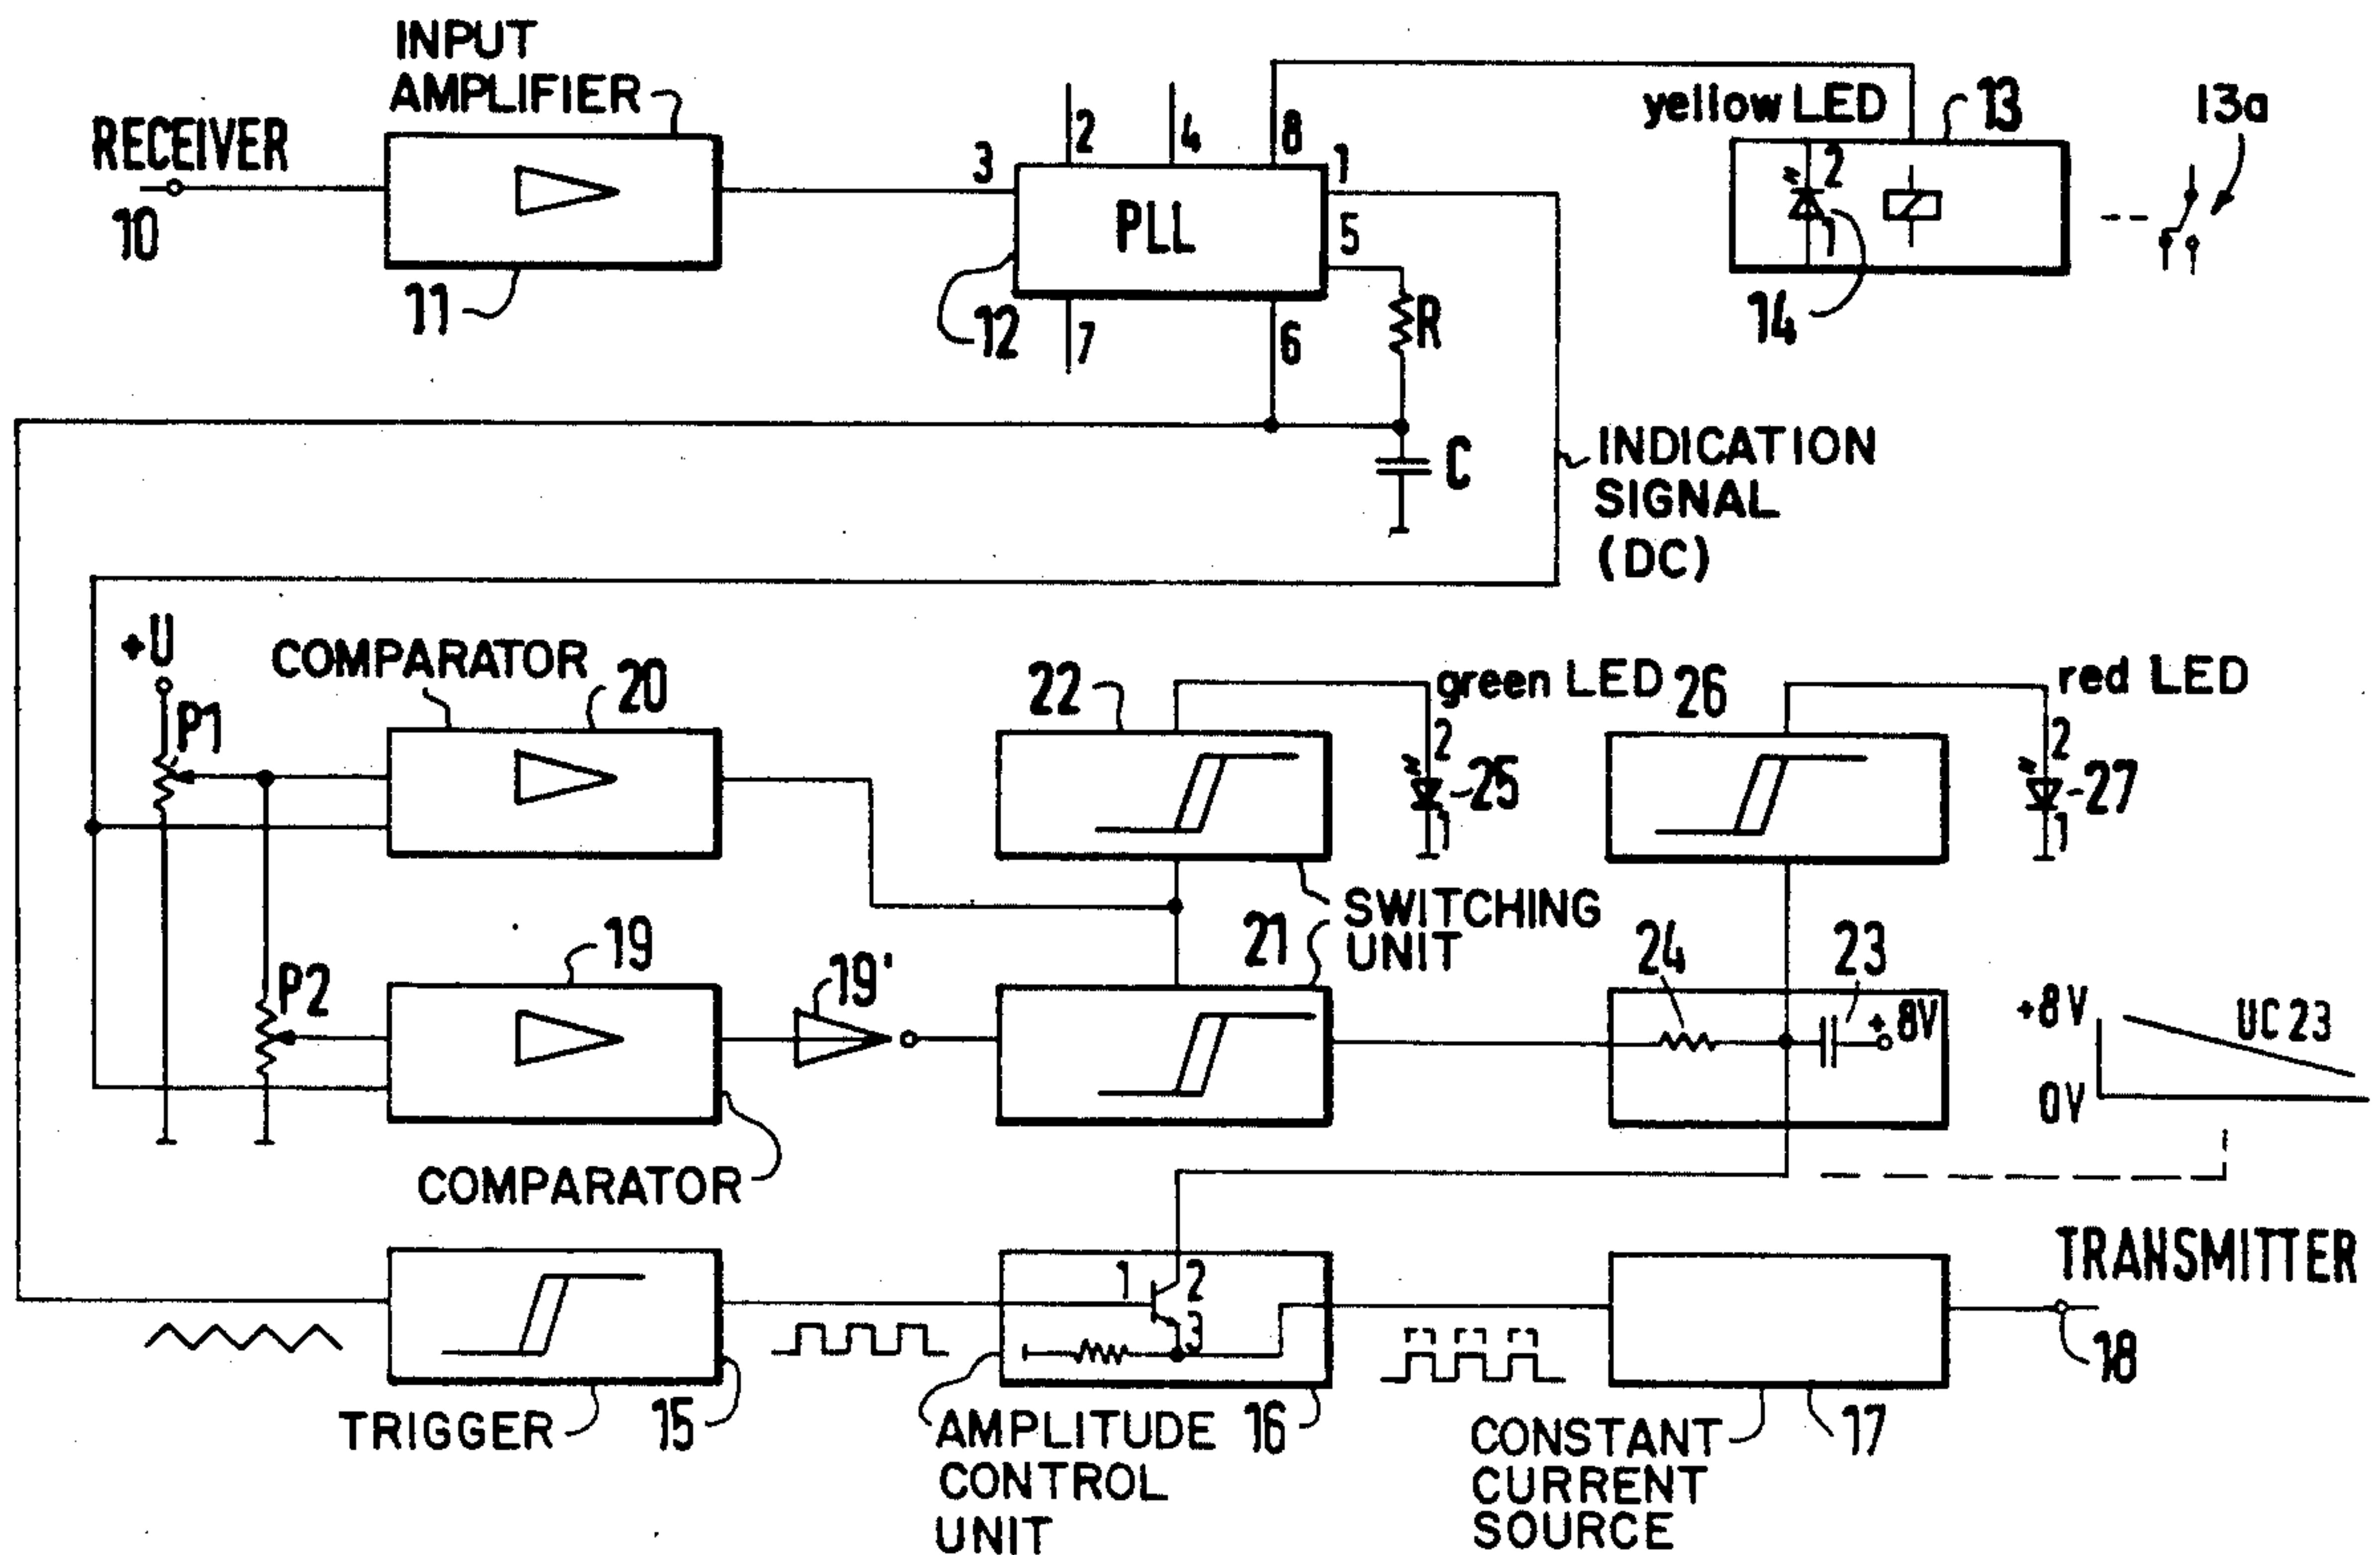 INPUT
AMPLIFIER
RECEIVER
10
11
3
2
4
8
1
5
PLL
12
7
6
R
C
yellow LED
13
13a
2
1
14
INDICATION
SIGNAL
(DC)
+U
P1
COMPARATOR
20
22
green LED
2
25
1
26
red LED
2
27
1
SWITCHING
UNIT
21
P2
19
19'
24
23
+8V
+8V
UC23
0V
COMPARATOR
1
2
3
TRANSMITTER
18
TRIGGER
15
AMPLITUDE
CONTROL
UNIT
16
CONSTANT
CURRENT
SOURCE
17